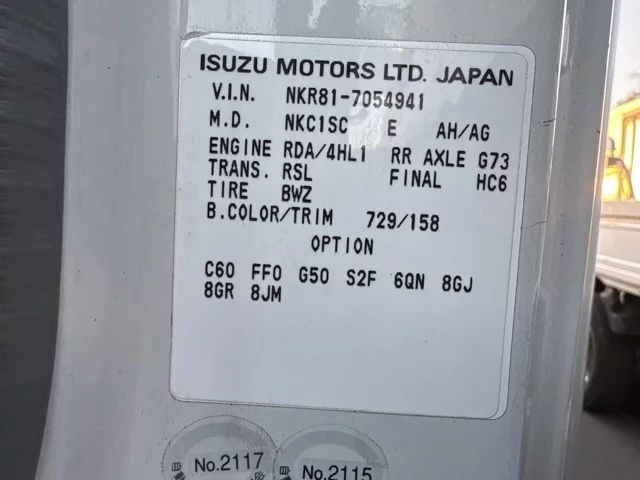 ISUZU MOTORS LTD. JAPAN
V.I.N. NKR81-7054941
M.D. NKC1SC E AH/AG
ENGINE RDA/4HL1 RR AXLE G73
TRANS. RSL FINAL HC6
TIRE BWZ
B.COLOR/TRIM 729/158
OPTION
C60 FF0 G50 S2F 6QN 8GJ
8GR 8JM
No.2117 No.2115